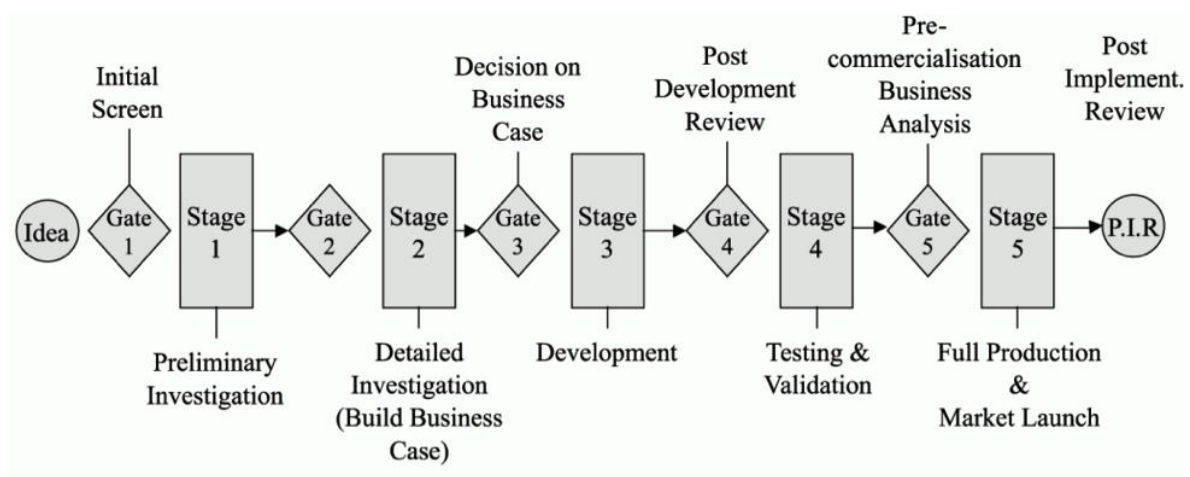 Initial
Screen
Decision on
Business
Case
Post
Development
Review
Pre-
commercialisation
Business
Analysis
Post
Implement.
Review
Idea
Gate
1
Stage
1
Gate
2
Stage
2
Gate
3
Stage
3
Gate
4
Stage
4
Gate
5
Stage
5
P.I.R
Preliminary
Investigation
Detailed
Investigation
(Build Business
Case)
Development
Testing &
Validation
Full Production
&
Market Launch